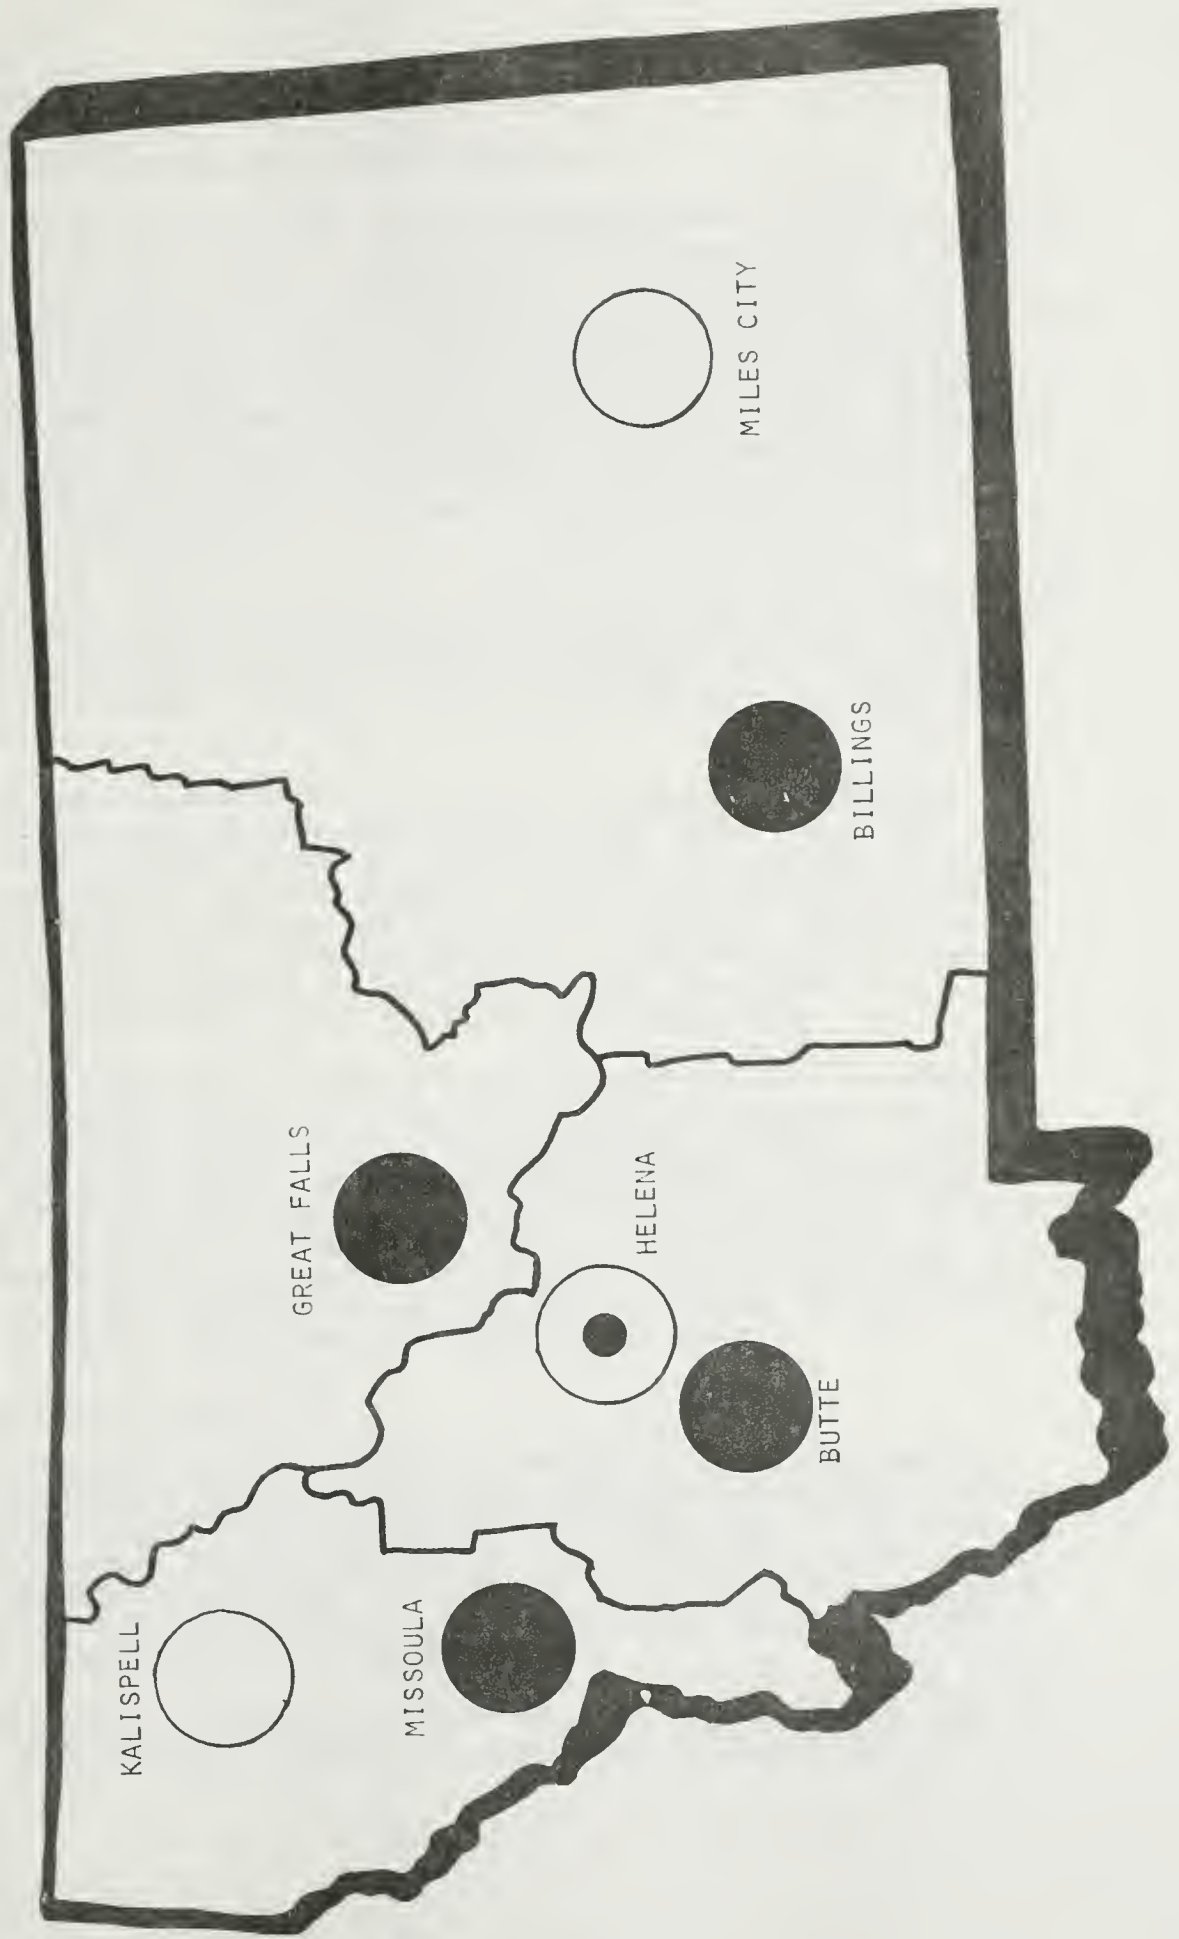 KALISPELL
GREAT FALLS
MISSOULA
HELENA
MILES CITY
BUTTE
BILLINGS